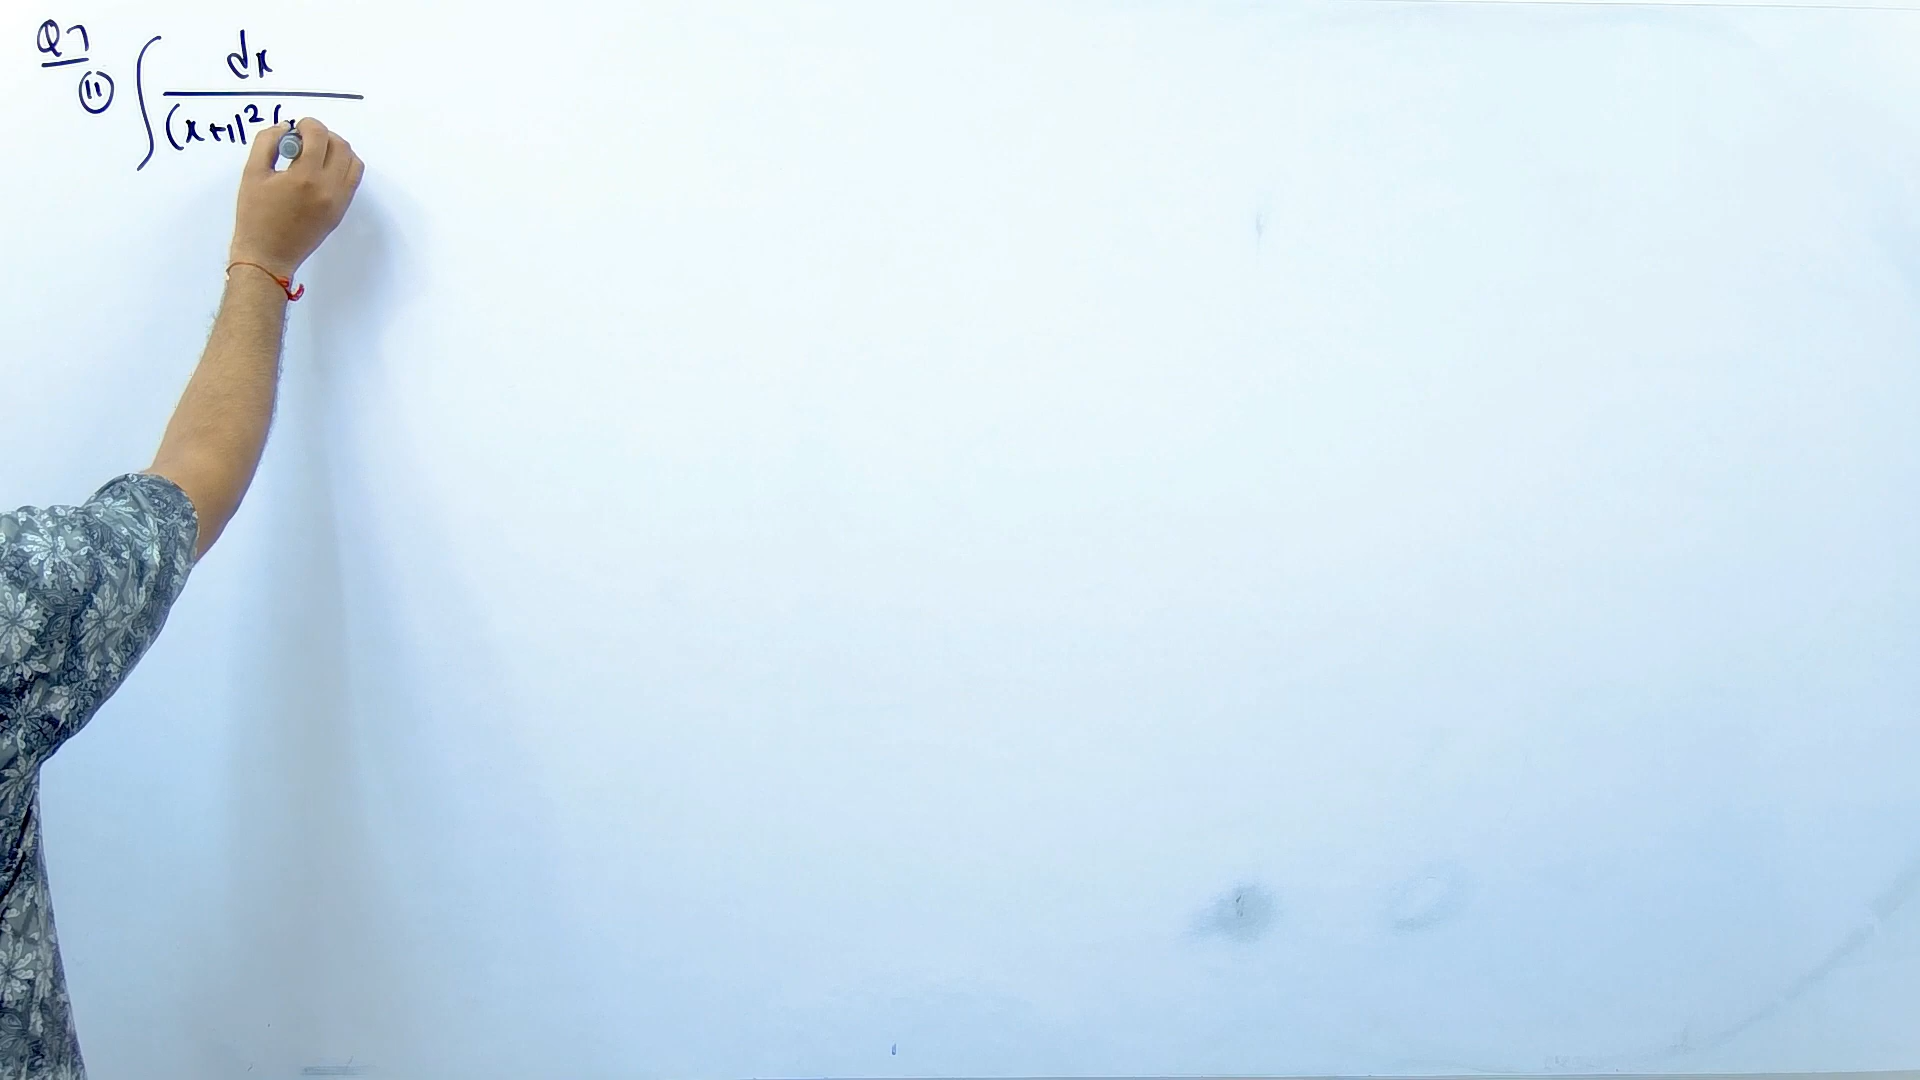 Q7
(ii) ∫ dx
(x+1)² (x